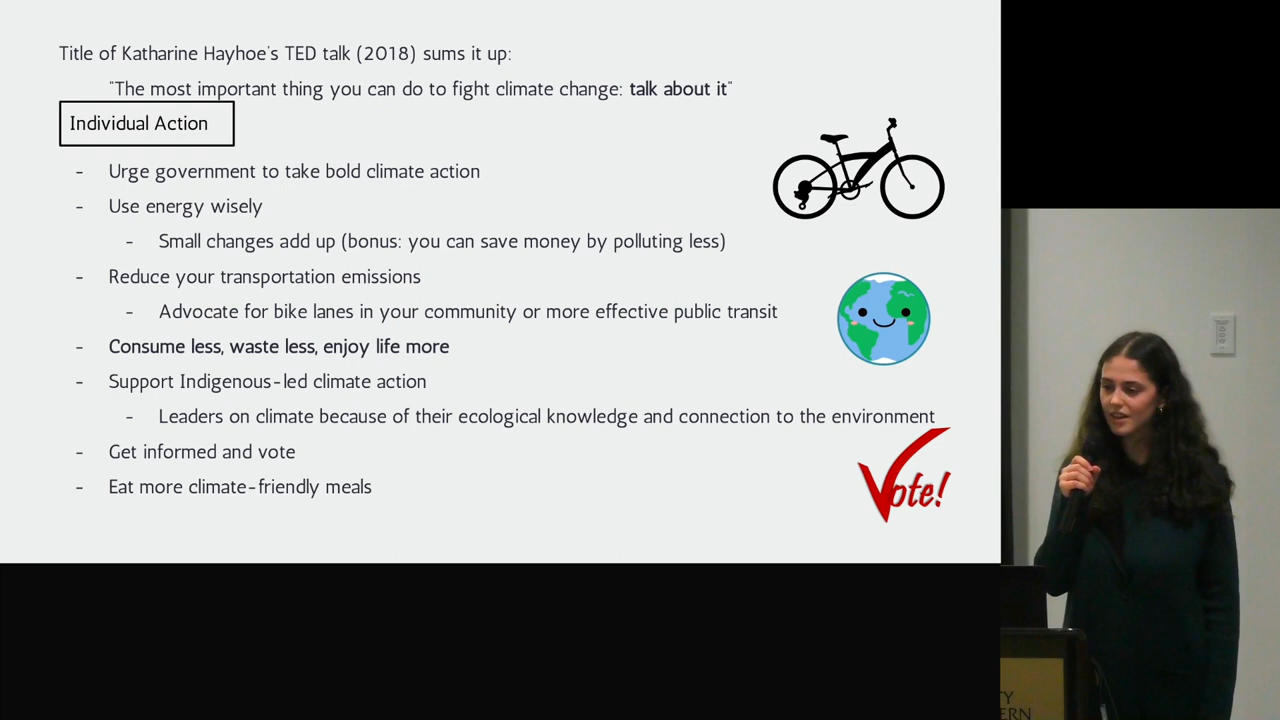 Title of Katharine Hayhoe's TED talk (2018) sums it up:
"The most important thing you can do to fight climate change: talk about it"
Individual Action
- Urge government to take bold climate action
- Use energy wisely
- Small changes add up (bonus: you can save money by polluting less)
- Reduce your transportation emissions
- Advocate for bike lanes in your community or more effective public transit
- Consume less, waste less, enjoy life more
- Support Indigenous-led climate action
- Leaders on climate because of their ecological knowledge and connection to the environment
- Get informed and vote
Vote!
- Eat more climate-friendly meals
TY
ERN